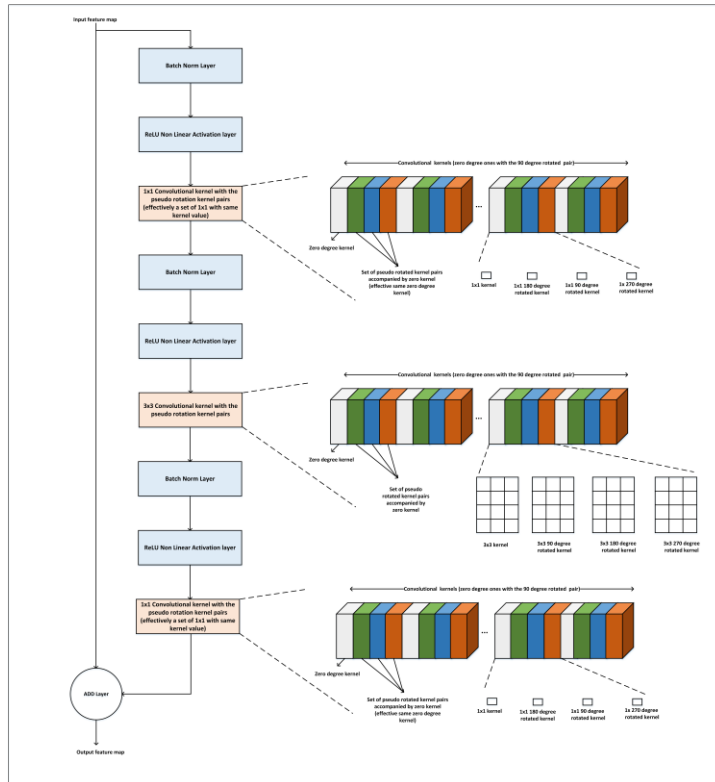 Input feature map
Batch Norm Layer
ReLU Non Linear Activation layer
1x1 Convolutional kernel with the
pseudo rotation kernel pairs
(effectively a set of 1x1 with same
kernel value)
Convolutional kernels (zero degree ones with the 90 degree rotated pair)
...
Zero degree kernel
Set of pseudo rotated kernel pairs
accompanied by zero kernel
(effective same zero degree
kernel)
1x1 kernel
1x1 180 degree
rotated kernel
1x1 90 degree
rotated kernel
1x 270 degree
rotated kernel
Batch Norm Layer
ReLU Non Linear Activation layer
3x3 Convolutional kernel with the
pseudo rotation kernel pairs
Convolutional kernels (zero degree ones with the 90 degree rotated pair)
...
Zero degree kernel
Set of pseudo
rotated kernel pairs
accompanied by
zero kernel
3x3 kernel
3x3 90 degree
rotated kernel
3x3 180 degree
rotated kernel
3x3 270 degree
rotated kernel
Batch Norm Layer
ReLU Non Linear Activation layer
1x1 Convolutional kernel with the
pseudo rotation kernel pairs
(effectively a set of 1x1 with same
kernel value)
Convolutional kernels (zero degree ones with the 90 degree rotated pair)
...
Zero degree kernel
Set of pseudo rotated kernel pairs
accompanied by zero kernel
(effective same zero degree
kernel)
1x1 kernel
1x1 180 degree
rotated kernel
1x1 90 degree
rotated kernel
1x 270 degree
rotated kernel
ADD Layer
Output feature map